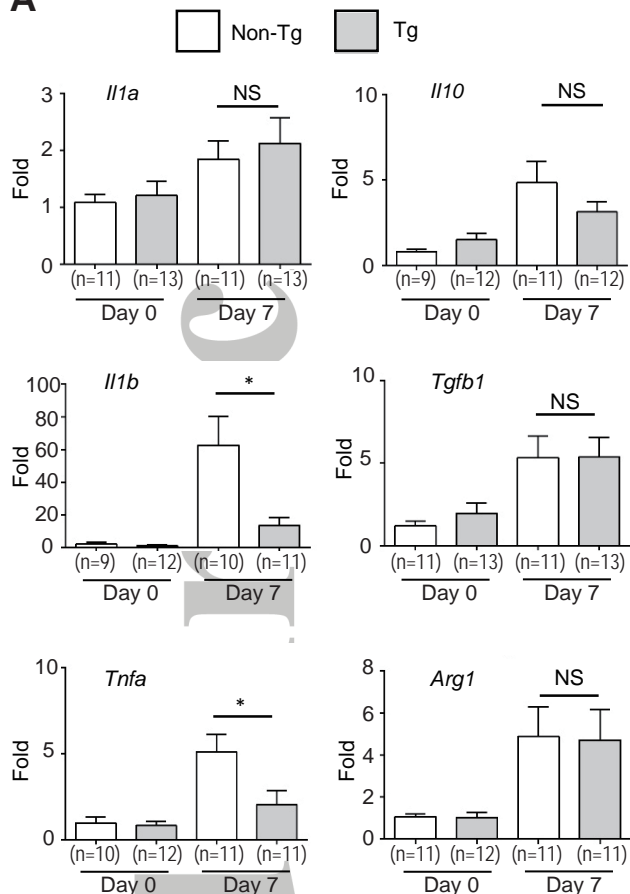 A
Non-Tg Tg
Il1a
NS
Fold
3
2
1
0
(n=11) (n=13) (n=11) (n=13)
Day 0 Day 7
Il10
NS
Fold
10
5
0
(n=9) (n=12) (n=11) (n=12)
Day 0 Day 7
Il1b
*
Fold
100
80
60
40
20
0
(n=9) (n=12) (n=10) (n=11)
Day 0 Day 7
Tgfb1
NS
Fold
10
5
0
(n=11) (n=13) (n=11) (n=13)
Day 0 Day 7
Tnfa
*
Fold
10
5
0
(n=10) (n=12) (n=11) (n=11)
Day 0 Day 7
Arg1
NS
Fold
8
6
4
2
0
(n=11) (n=12) (n=11) (n=11)
Day 0 Day 7